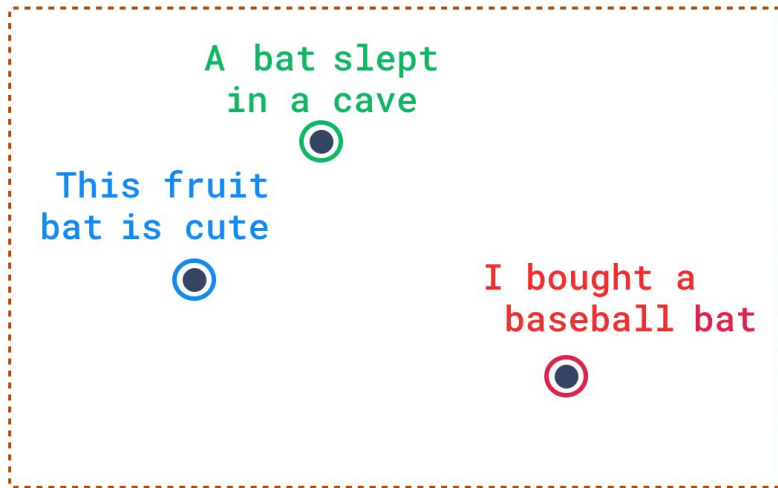 A bat slept
in a cave
This fruit
bat is cute
I bought a
baseball bat